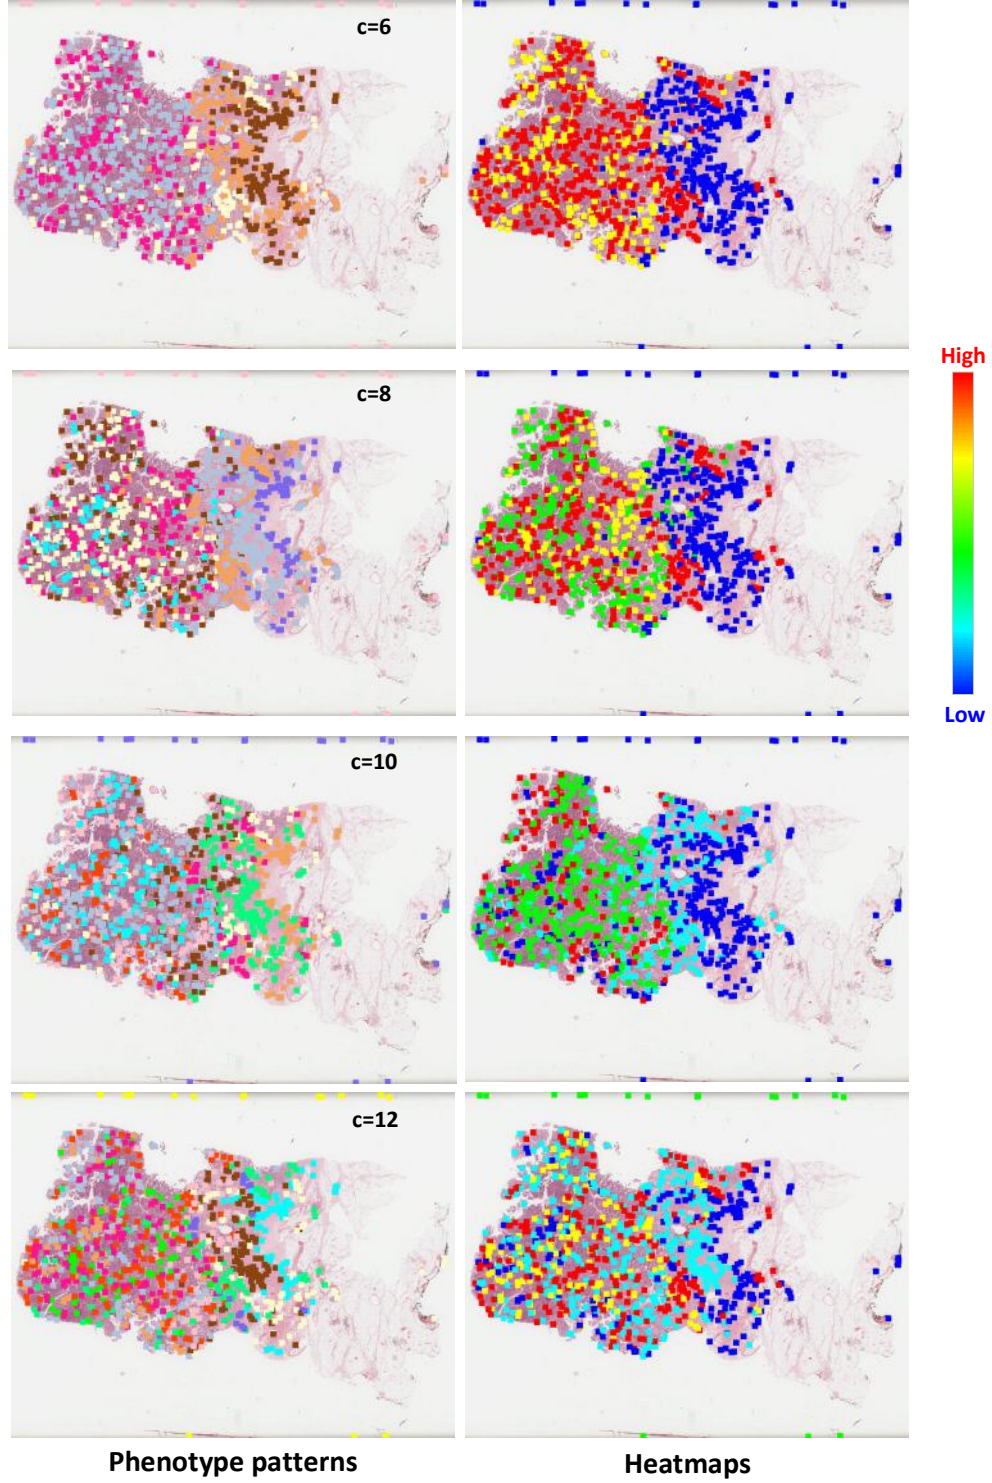 c=6
High
c=8
Low
c=10
c=12
Phenotype patterns
Heatmaps